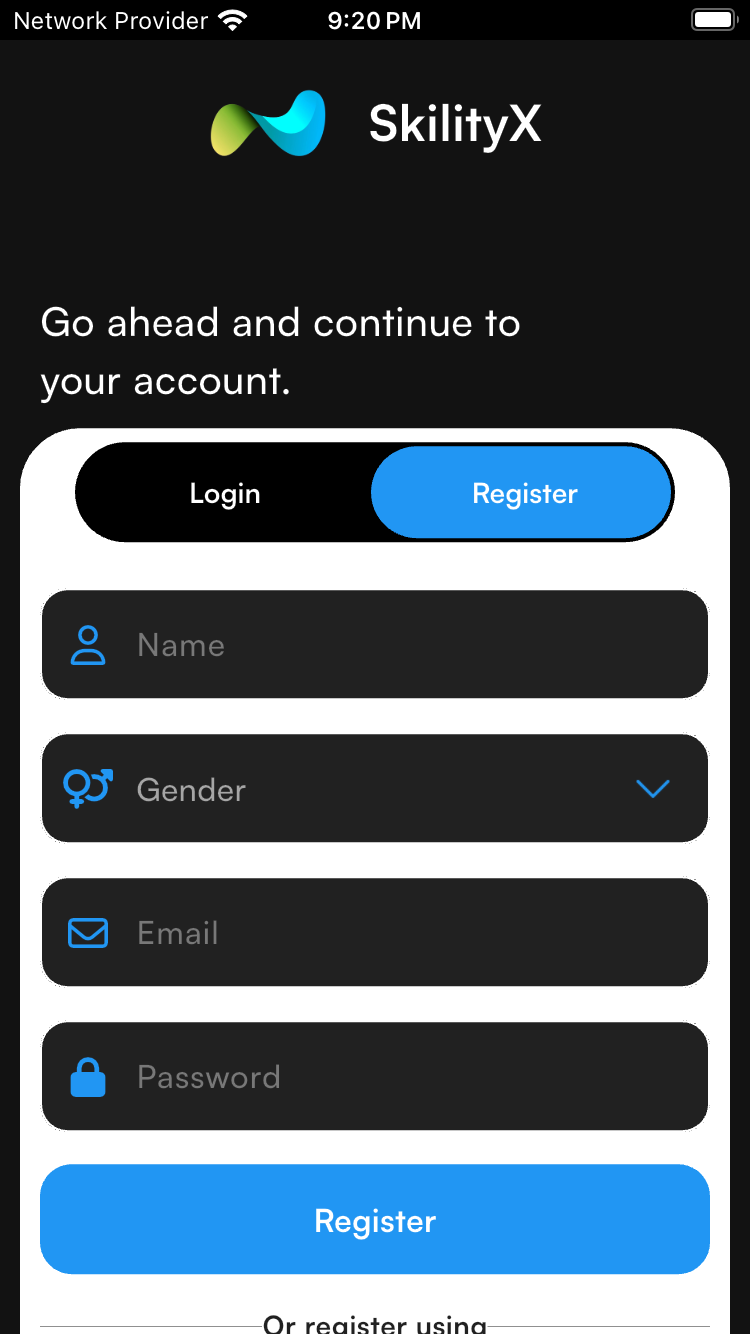 Network Provider 9:20 PM
SkilityX
Go ahead and continue to
your account.
Login Register
Name
Gender
Email
Password
Register
Or register using